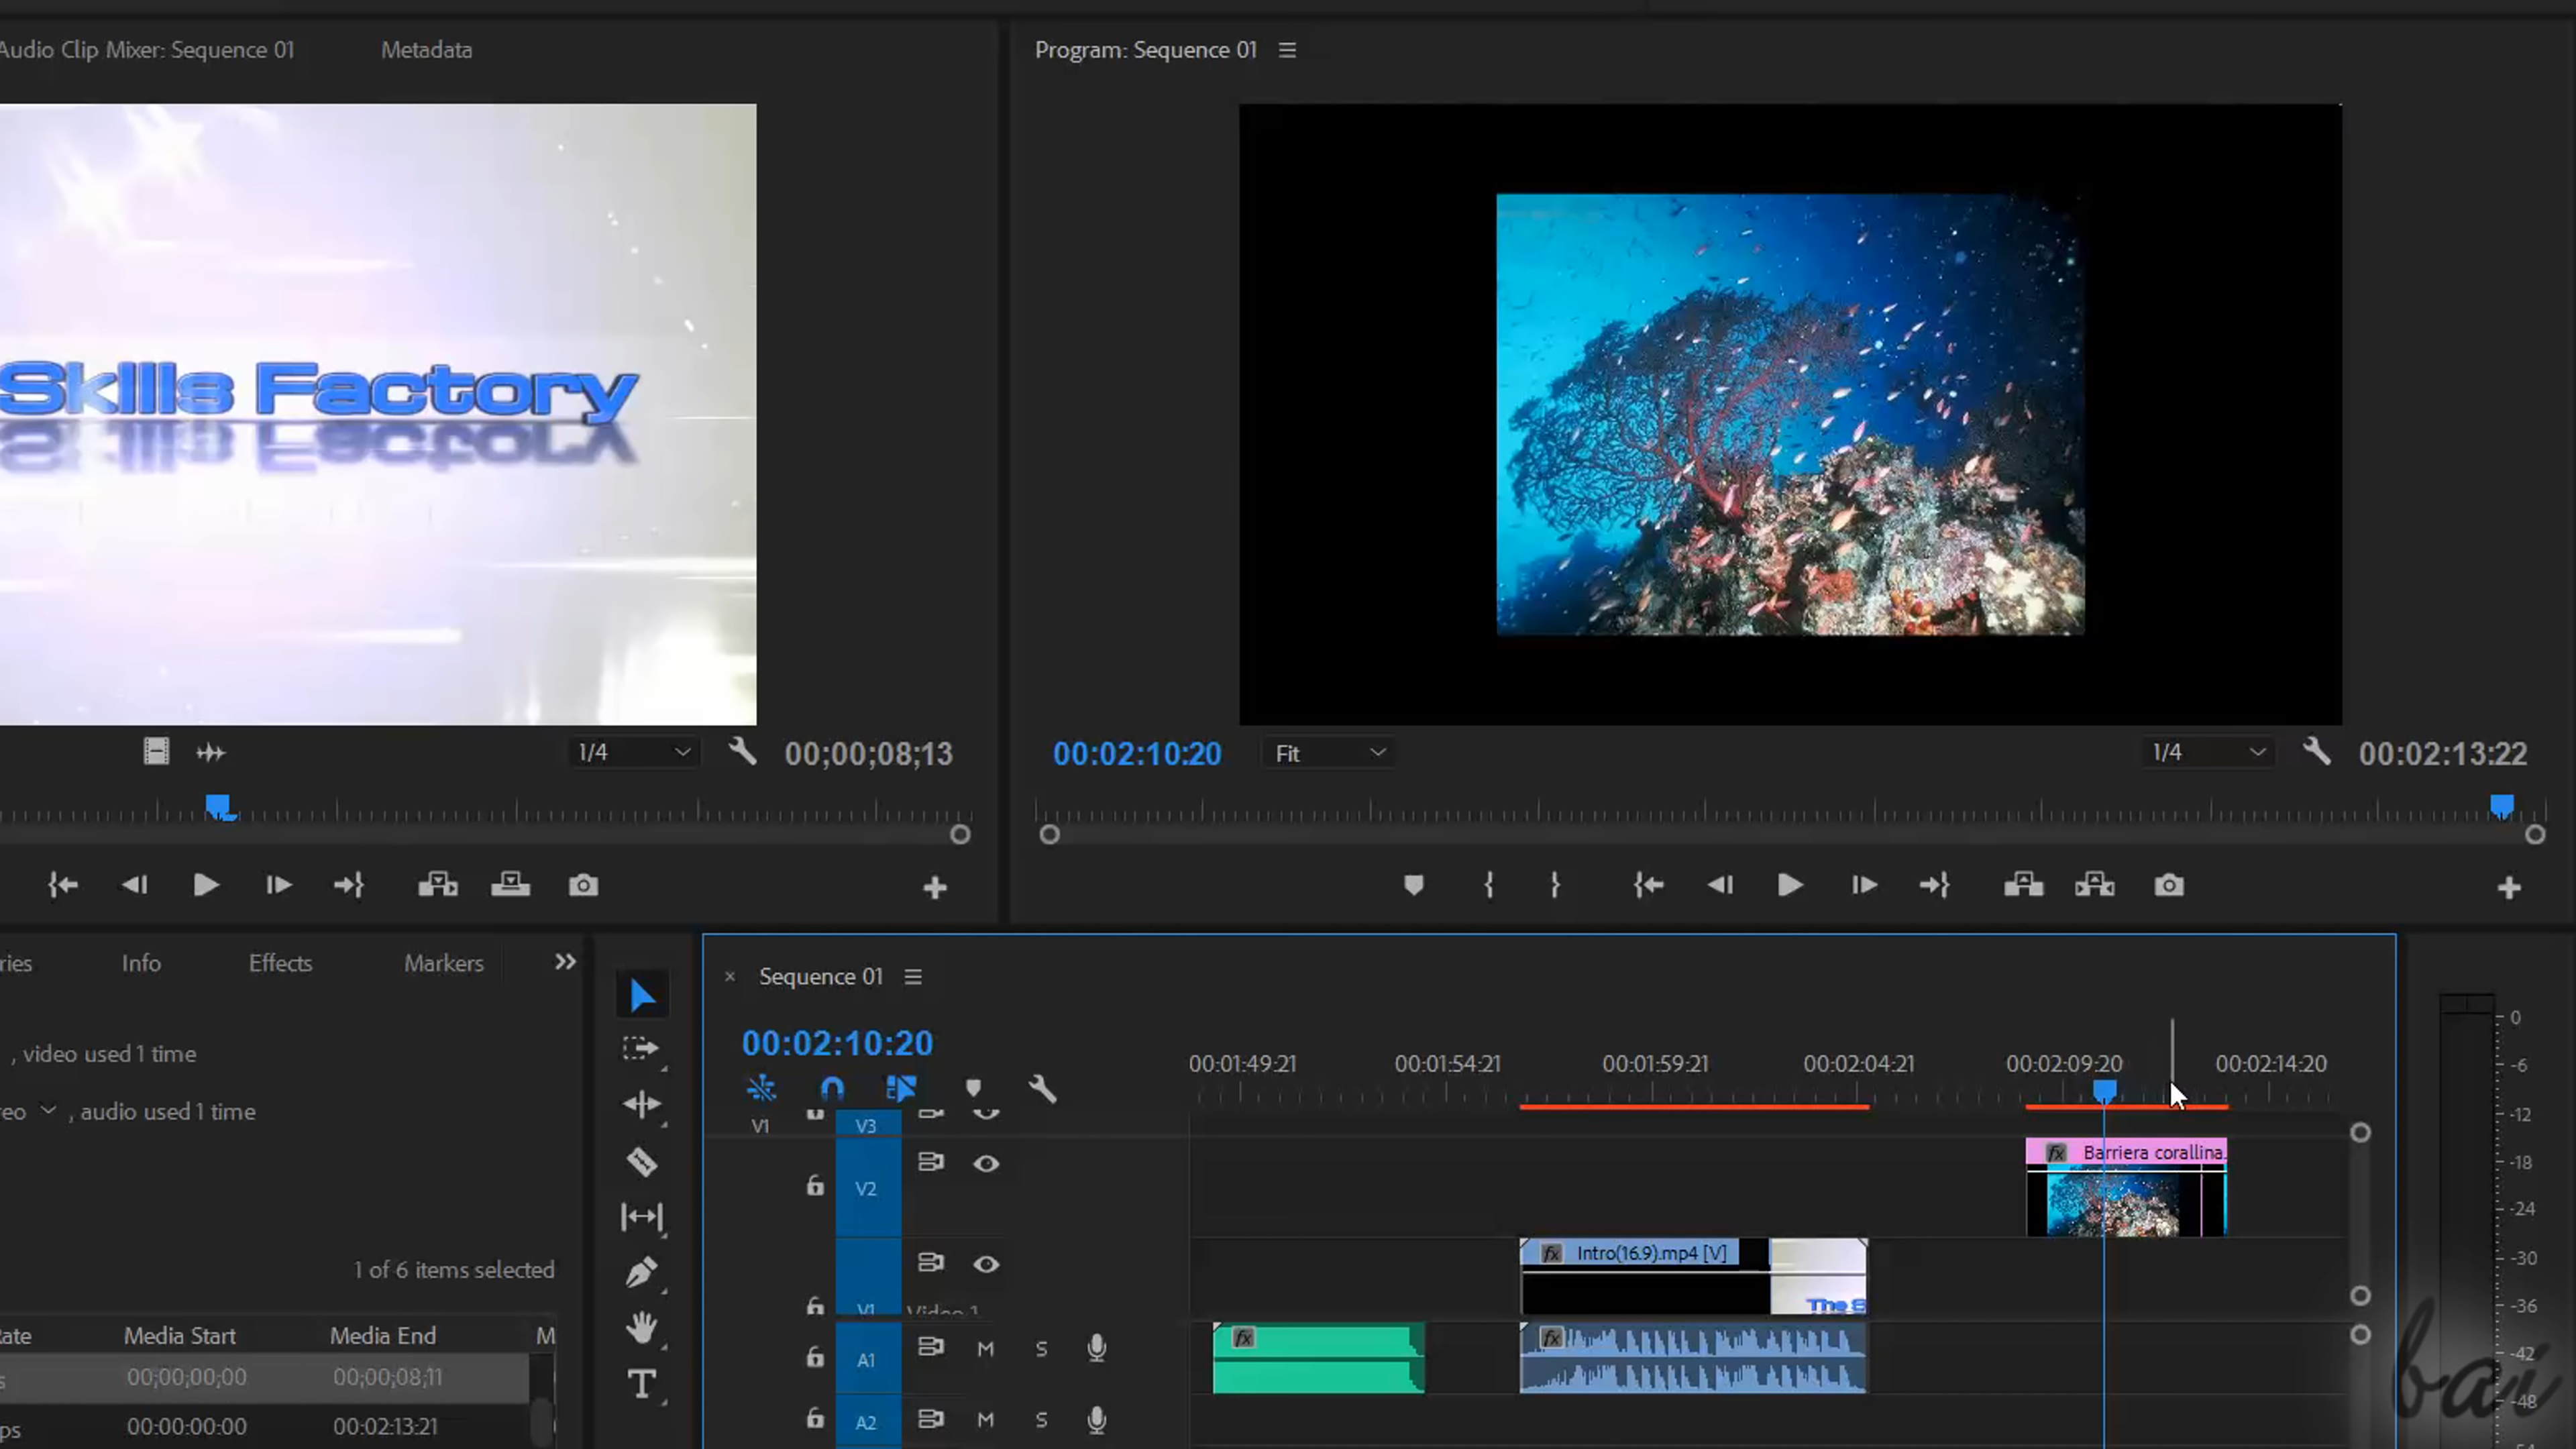 Audio Clip Mixer: Sequence 01 Metadata
Program: Sequence 01
Skills Factory
1/4 00;00;08;13
00:02:10:20 Fit 1/4 00:02:13:22
Info Effects Markers
, video used 1 time
, audio used 1 time
1 of 6 items selected
Media Start Media End M
00;00;00;00 00;00;08;11
00:00:00:00 00:02:13:21
T
× Sequence 01
00:02:10:20
00:01:49:21 00:01:54:21 00:01:59:21 00:02:04:21 00:02:09:20 00:02:14:20
V1 V3
V2
fx Barriera corallina.
V1 Video 1
fx Intro(16.9).mp4 [V]
The
A1 M S
fx fx
A2 M S
0
-6
-12
-18
-24
-30
-36
-42
-48
bai